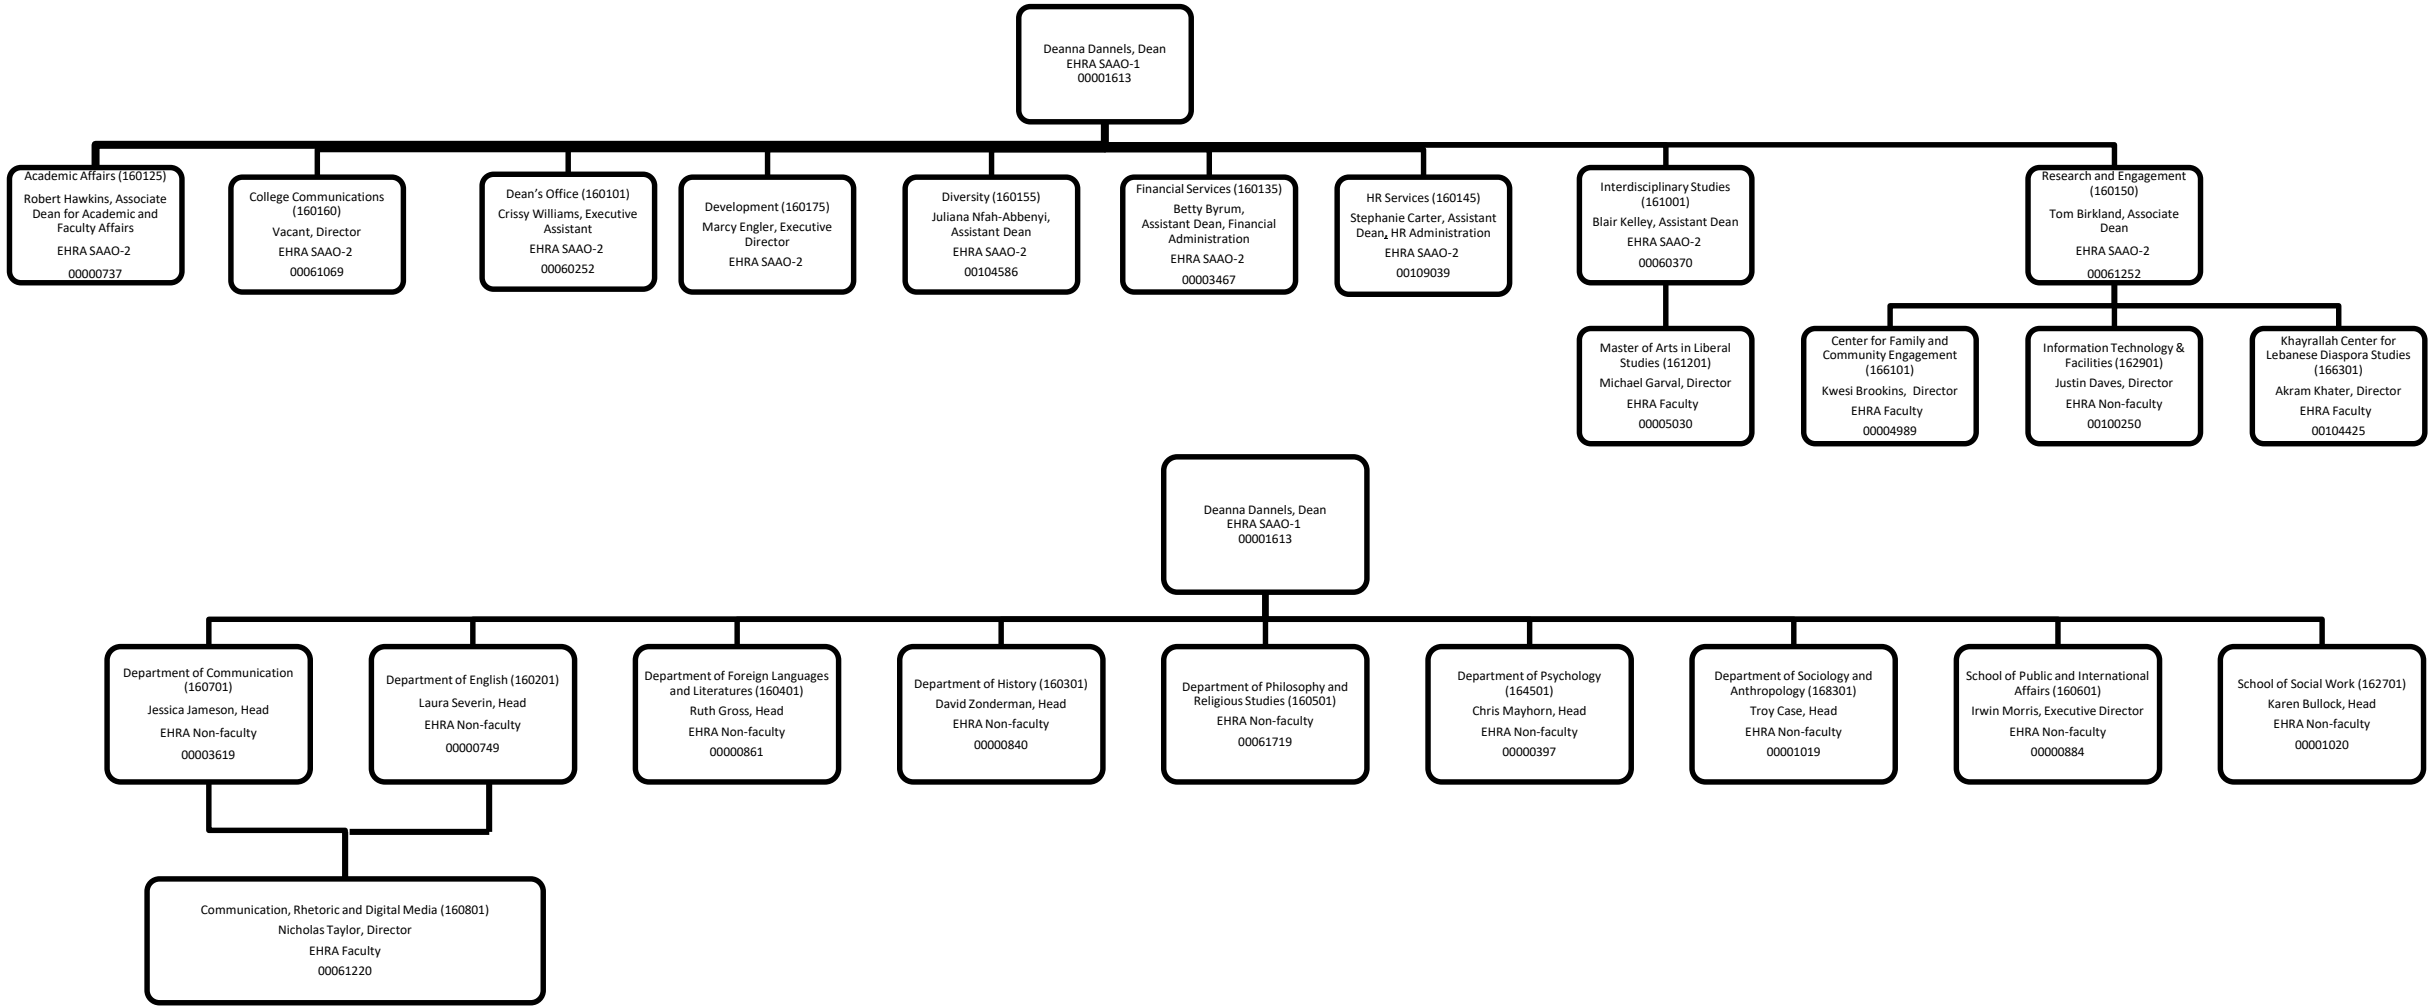 Deanna Dannels, Dean
EHRA SAAO-1
00001613
Academic Affairs (160125)
Robert Hawkins, Associate
Dean for Academic and
Faculty Affairs
EHRA SAAO-2
00000737
College Communications
(160160)
Vacant, Director
EHRA SAAO-2
00061069
Dean’s Office (160101)
Crissy Williams, Executive
Assistant
EHRA SAAO-2
00060252
Development (160175)
Marcy Engler, Executive
Director
EHRA SAAO-2
Diversity (160155)
Juliana Nfah-Abbenyi,
Assistant Dean
EHRA SAAO-2
00104586
Financial Services (160135)
Betty Byrum,
Assistant Dean, Financial
Administration
EHRA SAAO-2
00003467
HR Services (160145)
Stephanie Carter, Assistant
Dean, HR Administration
EHRA SAAO-2
00109039
Interdisciplinary Studies
(161001)
Blair Kelley, Assistant Dean
EHRA SAAO-2
00060370
Research and Engagement
(160150)
Tom Birkland, Associate
Dean
EHRA SAAO-2
00061252
Master of Arts in Liberal
Studies (161201)
Michael Garval, Director
EHRA Faculty
00005030
Center for Family and
Community Engagement
(166101)
Kwesi Brookins, Director
EHRA Faculty
00004989
Information Technology &
Facilities (162901)
Justin Daves, Director
EHRA Non-faculty
00100250
Khayrallah Center for
Lebanese Diaspora Studies
(166301)
Akram Khater, Director
EHRA Faculty
00104425
Deanna Dannels, Dean
EHRA SAAO-1
00001613
Department of Communication
(160701)
Jessica Jameson, Head
EHRA Non-faculty
00003619
Department of English (160201)
Laura Severin, Head
EHRA Non-faculty
00000749
Department of Foreign Languages
and Literatures (160401)
Ruth Gross, Head
EHRA Non-faculty
00000861
Department of History (160301)
David Zonderman, Head
EHRA Non-faculty
00000840
Department of Philosophy and
Religious Studies (160501)
EHRA Non-faculty
00061719
Department of Psychology
(164501)
Chris Mayhorn, Head
EHRA Non-faculty
00000397
Department of Sociology and
Anthropology (168301)
Troy Case, Head
EHRA Non-faculty
00001019
School of Public and International
Affairs (160601)
Irwin Morris, Executive Director
EHRA Non-faculty
00000884
School of Social Work (162701)
Karen Bullock, Head
EHRA Non-faculty
00001020
Communication, Rhetoric and Digital Media (160801)
Nicholas Taylor, Director
EHRA Faculty
00061220